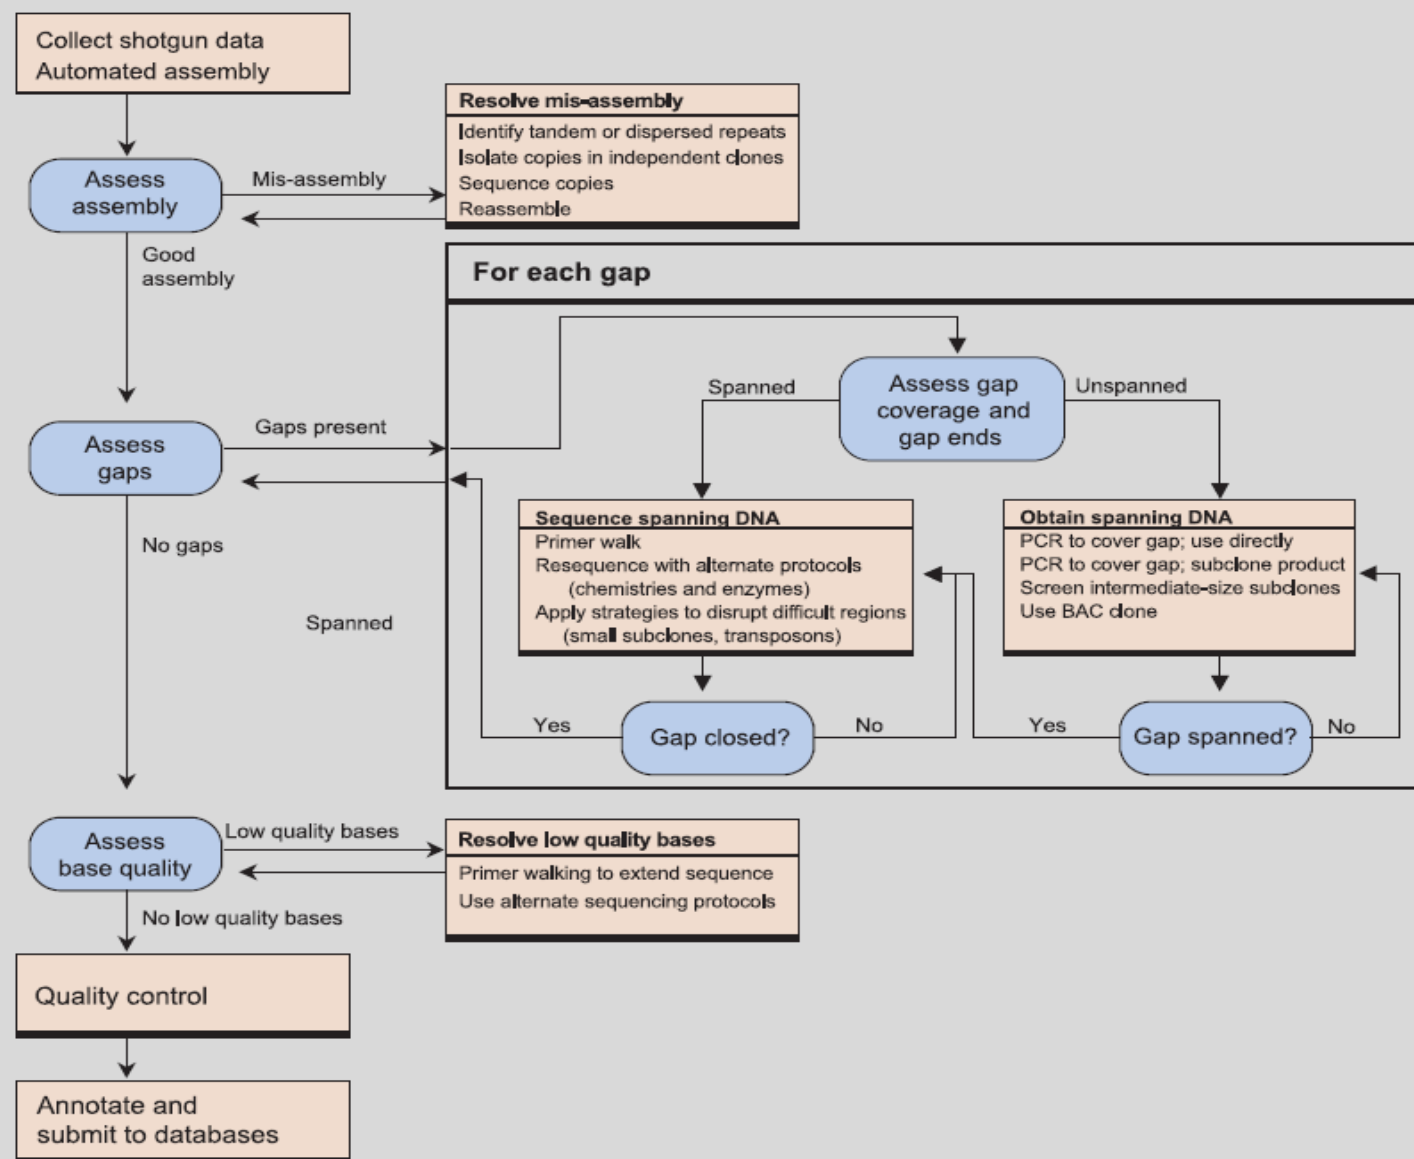 Collect shotgun data
Automated assembly
Resolve mis-assembly
Identify tandem or dispersed repeats
Isolate copies in independent clones
Sequence copies
Reassemble
Assess
assembly
Mis-assembly
Good
assembly
For each gap
Assess gap
coverage and
gap ends
Spanned
Unspanned
Assess
gaps
Gaps present
No gaps
Spanned
Sequence spanning DNA
Primer walk
Resequence with alternate protocols
(chemistries and enzymes)
Apply strategies to disrupt difficult regions
(small subclones, transposons)
Obtain spanning DNA
PCR to cover gap; use directly
PCR to cover gap; subclone product
Screen intermediate-size subclones
Use BAC clone
Yes
Gap closed?
No
Yes
Gap spanned?
No
Assess
base quality
Low quality bases
Resolve low quality bases
Primer walking to extend sequence
Use alternate sequencing protocols
No low quality bases
Quality control
Annotate and
submit to databases